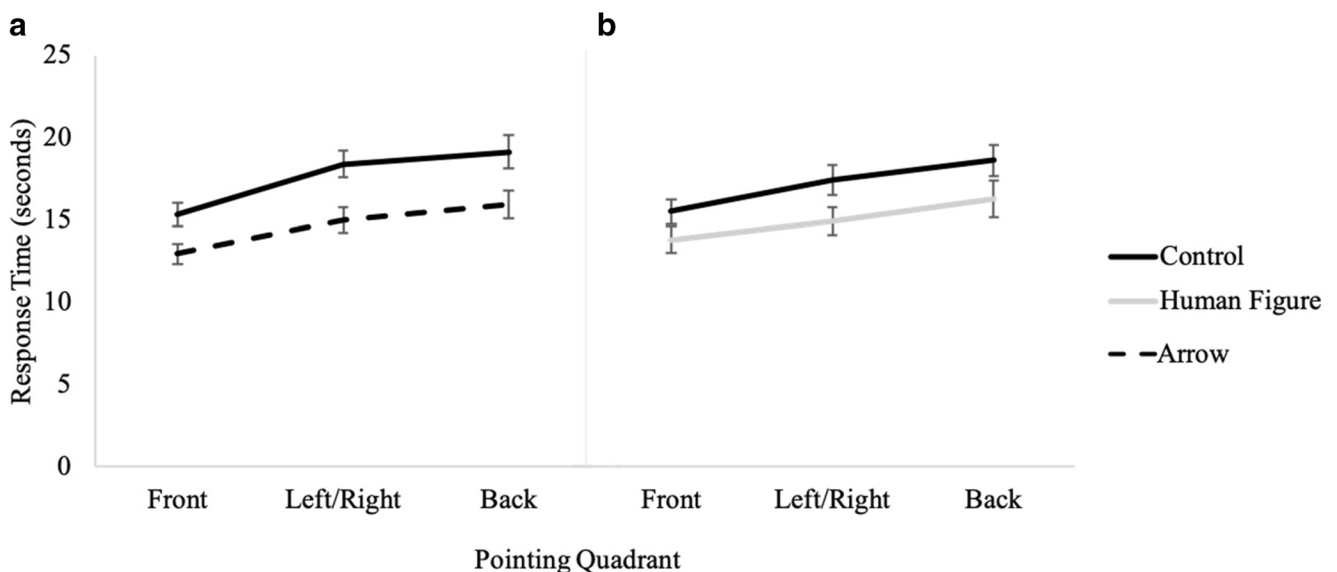 a
b
25
20
15
10
5
0
Response Time (seconds)
Front Left/Right Back
Front Left/Right Back
Pointing Quadrant
Control
Human Figure
Arrow